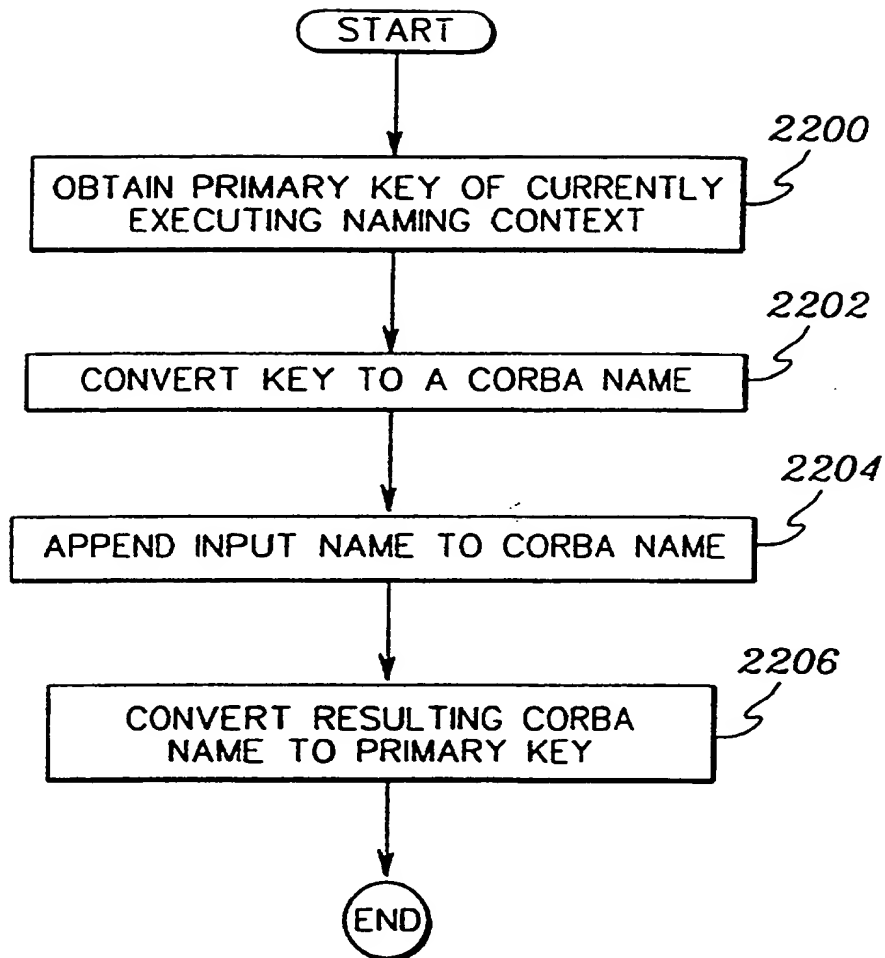 START
2200
OBTAIN PRIMARY KEY OF CURRENTLY
EXECUTING NAMING CONTEXT
2202
CONVERT KEY TO A CORBA NAME
2204
APPEND INPUT NAME TO CORBA NAME
2206
CONVERT RESULTING CORBA
NAME TO PRIMARY KEY
END